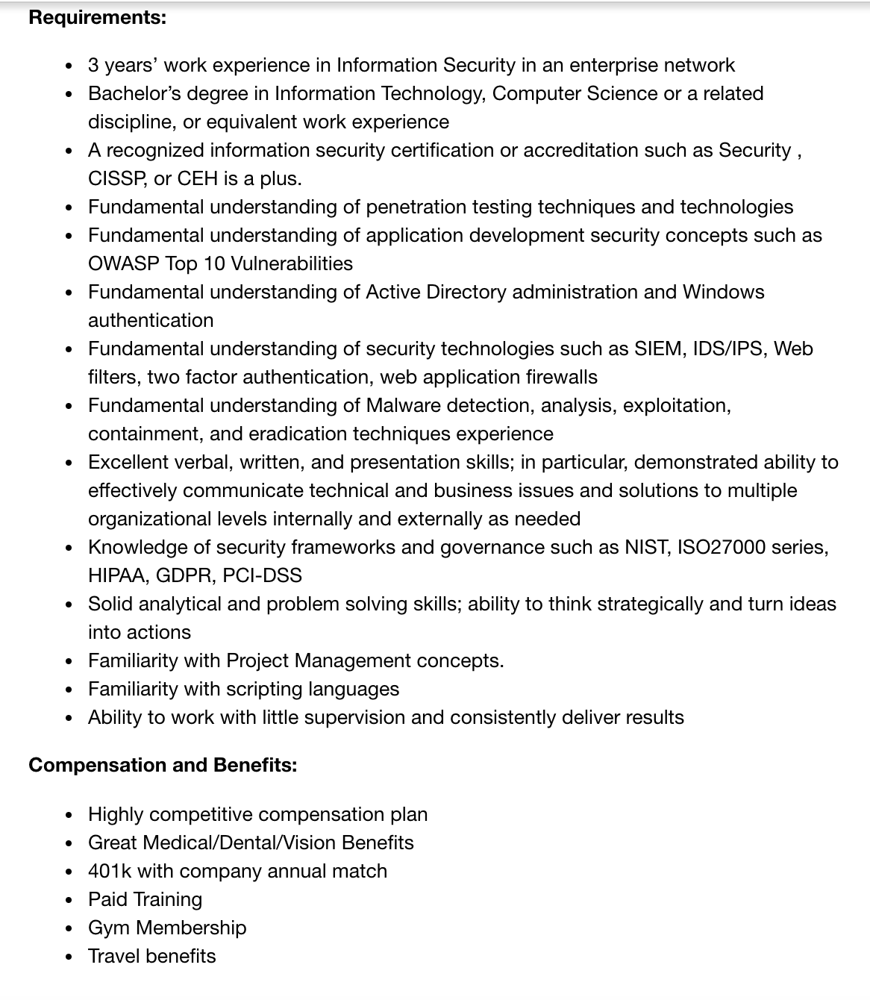 Requirements:
• 3 years’ work experience in Information Security in an enterprise network
• Bachelor’s degree in Information Technology, Computer Science or a related
discipline, or equivalent work experience
• A recognized information security certification or accreditation such as Security ,
CISSP, or CEH is a plus.
• Fundamental understanding of penetration testing techniques and technologies
• Fundamental understanding of application development security concepts such as
OWASP Top 10 Vulnerabilities
• Fundamental understanding of Active Directory administration and Windows
authentication
• Fundamental understanding of security technologies such as SIEM, IDS/IPS, Web
filters, two factor authentication, web application firewalls
• Fundamental understanding of Malware detection, analysis, exploitation,
containment, and eradication techniques experience
• Excellent verbal, written, and presentation skills; in particular, demonstrated ability to
effectively communicate technical and business issues and solutions to multiple
organizational levels internally and externally as needed
• Knowledge of security frameworks and governance such as NIST, ISO27000 series,
HIPAA, GDPR, PCI-DSS
• Solid analytical and problem solving skills; ability to think strategically and turn ideas
into actions
• Familiarity with Project Management concepts.
• Familiarity with scripting languages
• Ability to work with little supervision and consistently deliver results
Compensation and Benefits:
• Highly competitive compensation plan
• Great Medical/Dental/Vision Benefits
• 401k with company annual match
• Paid Training
• Gym Membership
• Travel benefits